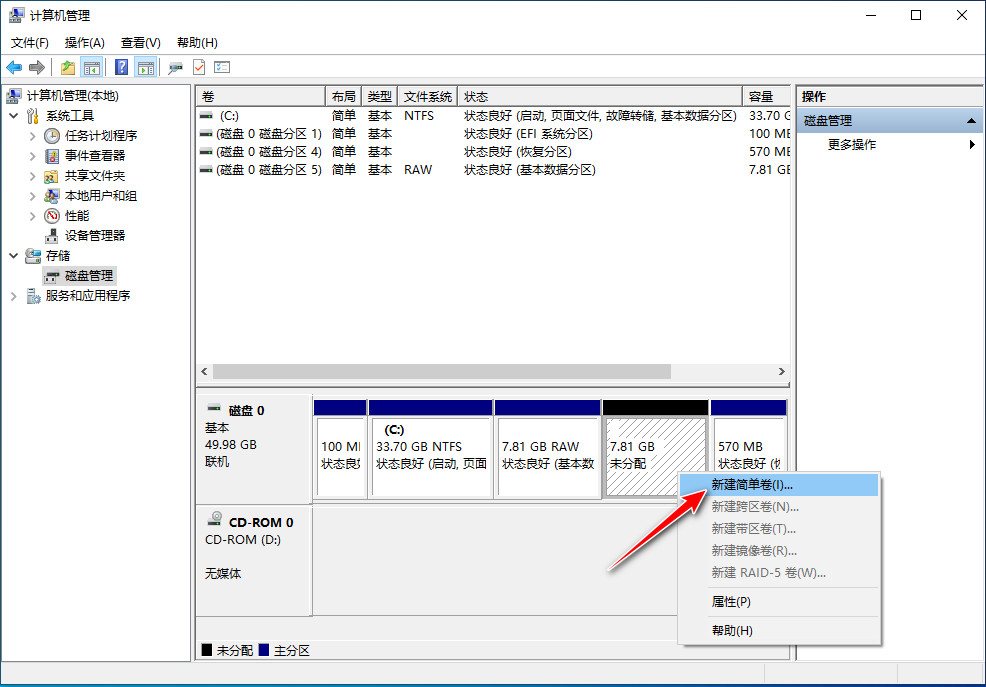 计算机管理
文件(F) 操作(A) 查看(V) 帮助(H)
计算机管理(本地)
系统工具
任务计划程序
事件查看器
共享文件夹
本地用户和组
性能
设备管理器
存储
磁盘管理
服务和应用程序
卷 布局 类型 文件系统 状态 容量
(C:) 简单 基本 NTFS 状态良好 (启动, 页面文件, 故障转储, 基本数据分区) 33.70 G
(磁盘 0 磁盘分区 1) 简单 基本 状态良好 (EFI 系统分区) 100 ME
(磁盘 0 磁盘分区 4) 简单 基本 状态良好 (恢复分区) 570 ME
(磁盘 0 磁盘分区 5) 简单 基本 RAW 状态良好 (基本数据分区) 7.81 GE
操作
磁盘管理
更多操作
磁盘 0
基本
49.98 GB
联机
100 M
状态良
(C:)
33.70 GB NTFS
状态良好 (启动, 页面
7.81 GB RAW
状态良好 (基本数
7.81 GB
未分配
570 MB
状态良好 (
CD-ROM 0
CD-ROM (D:)
无媒体
新建简单卷(I)...
新建跨区卷(N)...
新建带区卷(T)...
新建镜像卷(R)...
新建 RAID-5 卷(W)...
属性(P)
帮助(H)
未分配 主分区